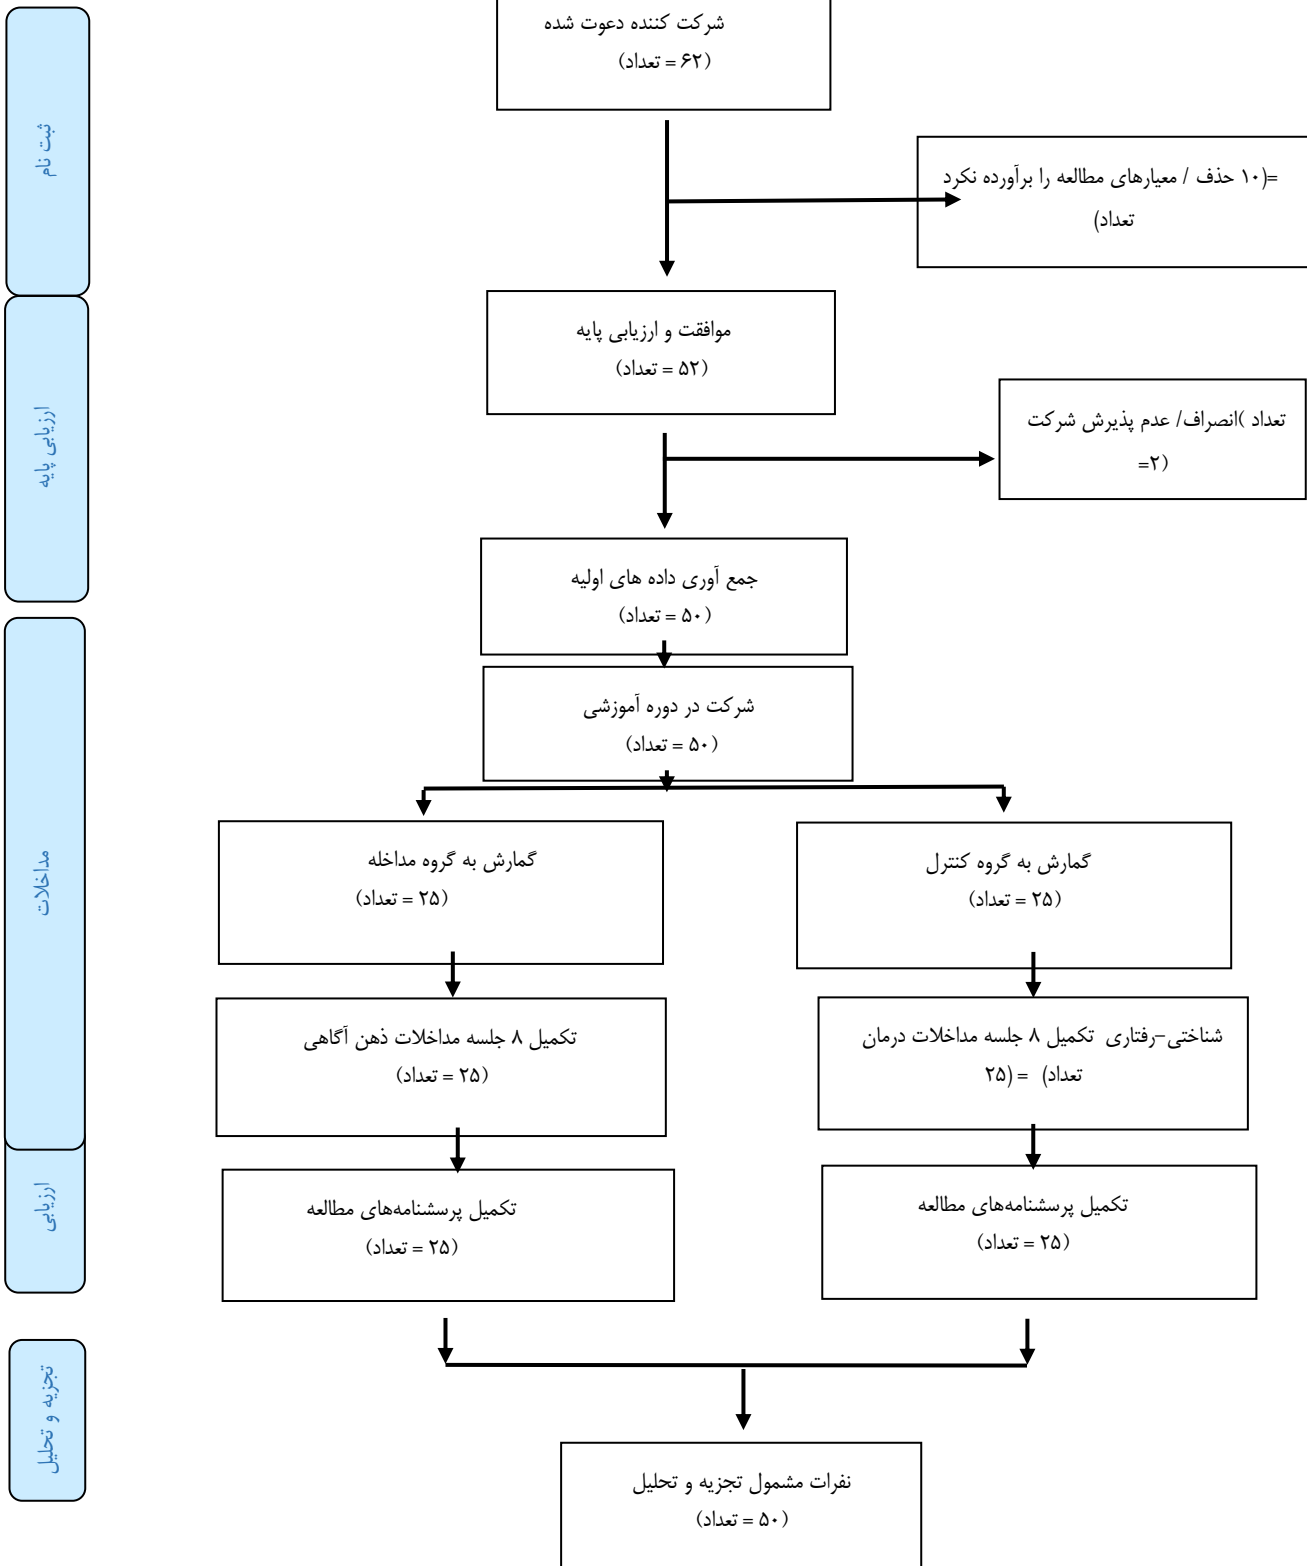 شرکت کننده دعوت شده
(۶۲ = تعداد)
ثبت نام
=(۱۰ حذف / معیارهای مطالعه را برآورده نکرد
تعداد)
موافقت و ارزیابی پایه
(۵۲ = تعداد)
ارزیابی پایه
تعداد )انصراف/ عدم پذیرش شرکت
=۲)
جمع آوری داده های اولیه
(۵۰ = تعداد)
شرکت در دوره آموزشی
(۵۰ = تعداد)
مداخلات
گمارش به گروه کنترل
(۲۵ = تعداد)
گمارش به گروه مداخله
(۲۵ = تعداد)
شناختی-رفتاری تکمیل ۸ جلسه مداخلات درمان
تعداد) = (۲۵
تکمیل ۸ جلسه مداخلات ذهن آگاهی
(۲۵ = تعداد)
ارزیابی
تکمیل پرسشنامه‌های مطالعه
(۲۵ = تعداد)
تکمیل پرسشنامه‌های مطالعه
(۲۵ = تعداد)
تجزیه و تحلیل
نفرات مشمول تجزیه و تحلیل
(۵۰ = تعداد)